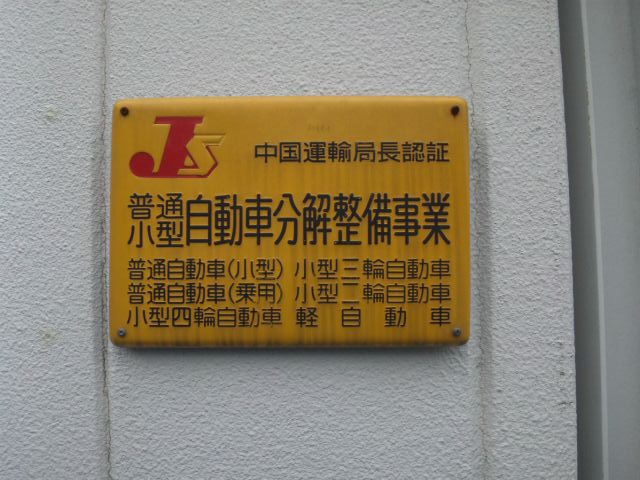 JS 中国運輸局長認証
普通
小型 自動車分解整備事業
普通自動車(小型) 小型三輪自動車
普通自動車(乗用) 小型二輪自動車
小型四輪自動車 軽自動車